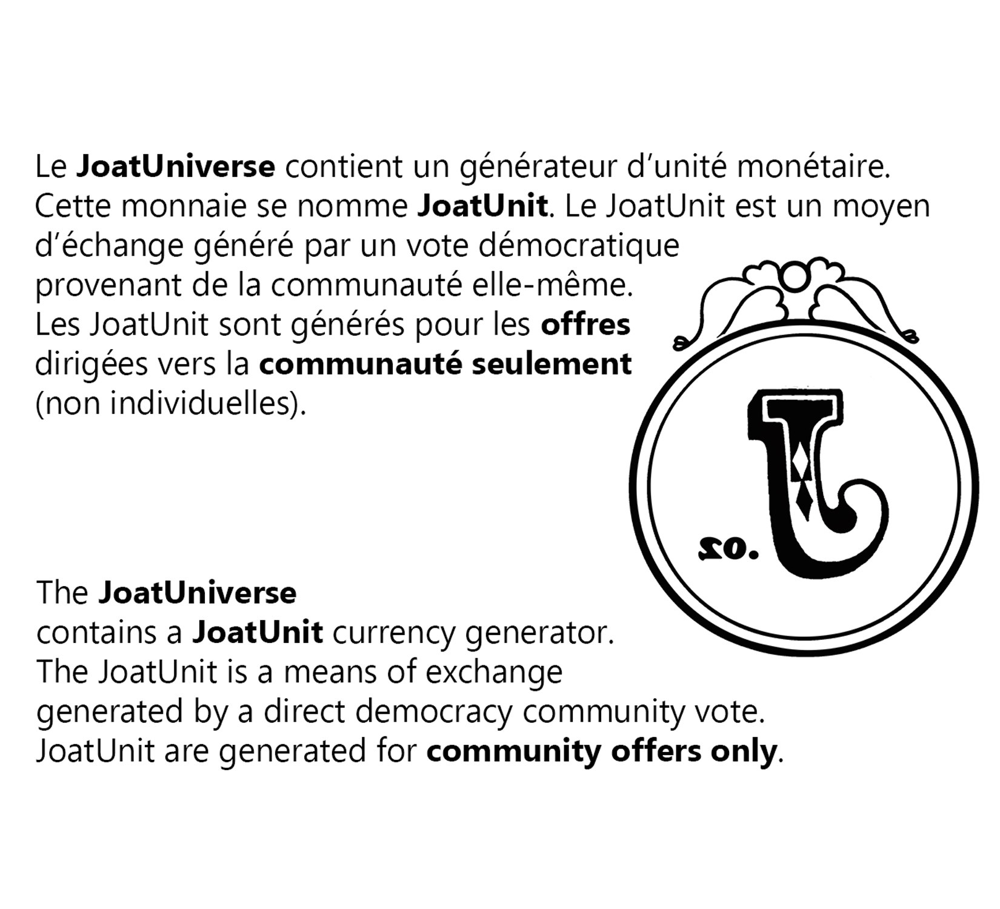 Le JoatUniverse contient un générateur d’unité monétaire.
Cette monnaie se nomme JoatUnit. Le JoatUnit est un moyen
d’échange généré par un vote démocratique
provenant de la communauté elle-même.
Les JoatUnit sont générés pour les offres
dirigées vers la communauté seulement
(non individuelles).
J
.oz
The JoatUniverse
contains a JoatUnit currency generator.
The JoatUnit is a means of exchange
generated by a direct democracy community vote.
JoatUnit are generated for community offers only.